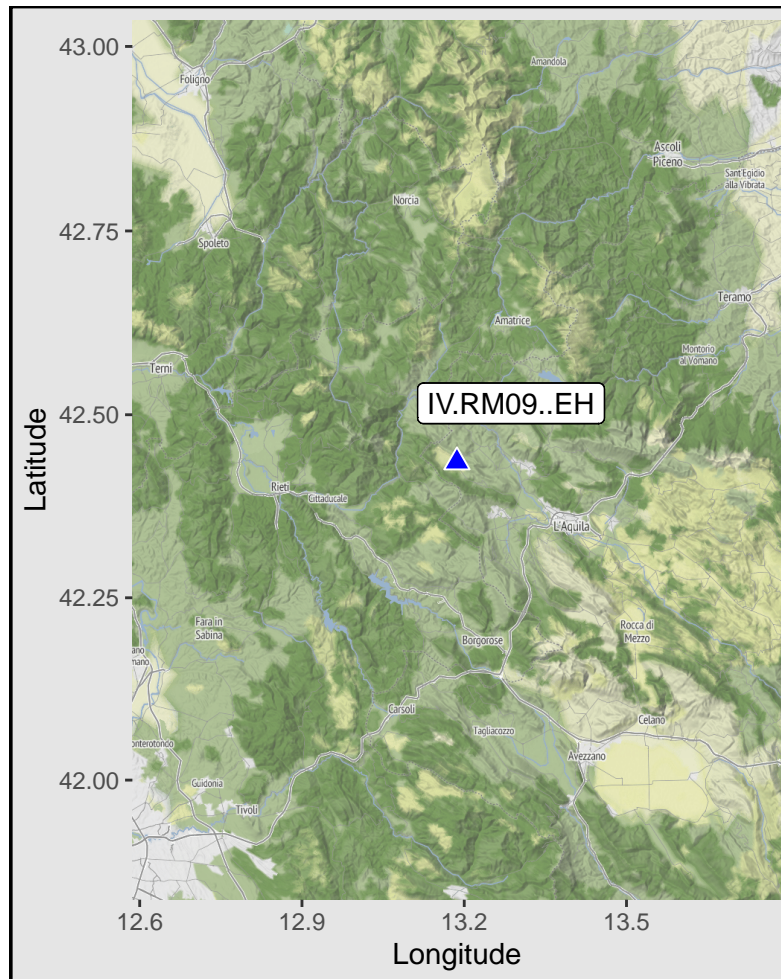 43.00
Foligno
Amandola
Ascoli
Piceno
Sant'Egidio
alla Vibrata
Norcia
42.75
Spoleto
Teramo
Amatrice
Montorio
al Vomano
Terni
42.50
IV.RM09..EH
Latitude
Rieti
Cittaducale
L'Aquila
42.25
Fara in
Sabina
Rocca di
Mezzo
Borgorose
Carsoli
Celano
Tagliacozzo
Avezzano
42.00
Guidonia
Tivoli
12.6
12.9
13.2
13.5
Longitude